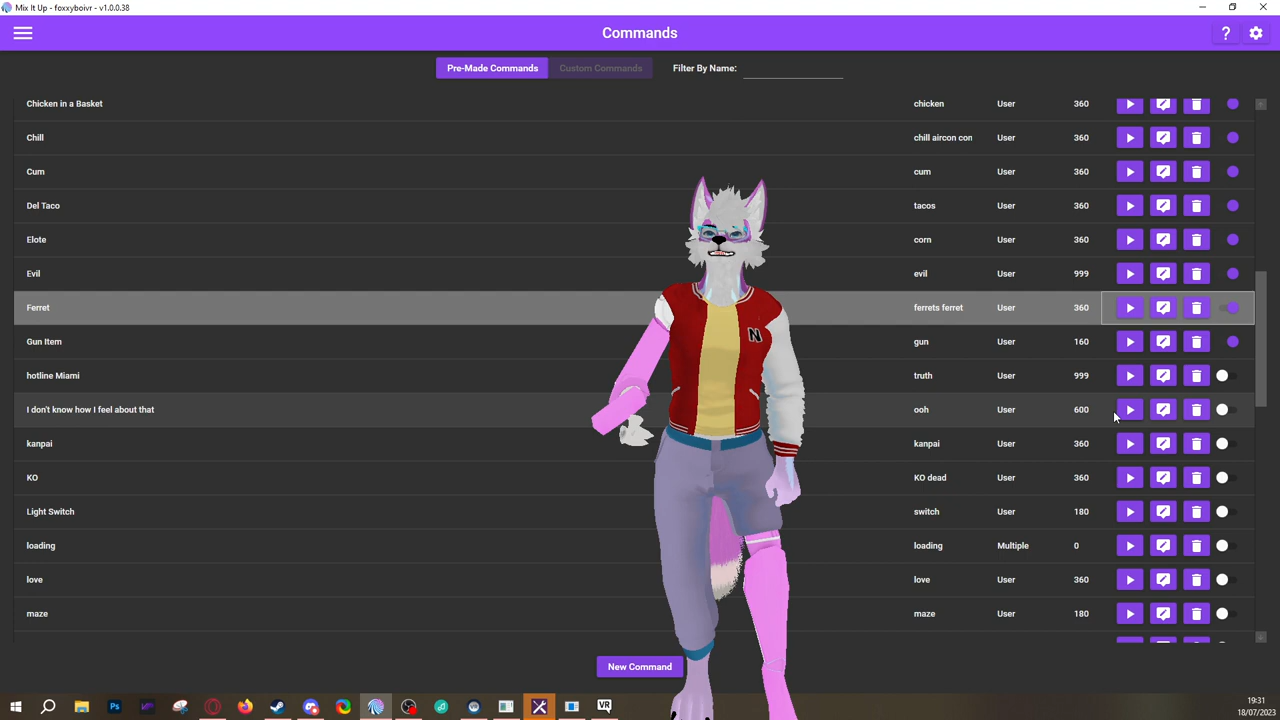 Mix It Up - foxxyboivr - v1.0.0.38
Commands
?
Pre-Made Commands Custom Commands Filter By Name:
Chicken in a Basket chicken User 360
Chill chill aircon con User 360
Cum cum User 360
Del Taco tacos User 360
Elote corn User 360
Evil evil User 999
Ferret ferrets ferret User 360
Gun Item gun User 160
hotline Miami truth User 999
I don't know how I feel about that ooh User 600
kanpai kanpai User 360
KO KO dead User 360
Light Switch switch User 180
loading loading Multiple 0
love love User 360
maze maze User 180
N
New Command
Ps
VR
19:31
18/07/2023